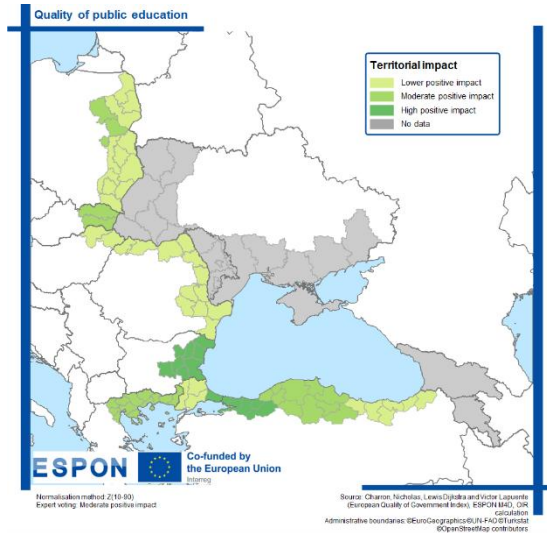 Quality of public education
Territorial impact
Lower positive impact
Moderate positive impact
High positive impact
No data
ESPON
Co-funded by
the European Union
Interreg
Normalisation method: Z(10-80)
Expert voting: Moderate positive impact
Source: Charron, Nicholas, Lewis Dijkstra and Victor Lapuente
(European Quality of Government Index), ESPON M4D, OIR
calculation
Administrative boundaries: ©EuroGeographics ©UN-FAO ©Turkstat
©OpenStreetMap contributors